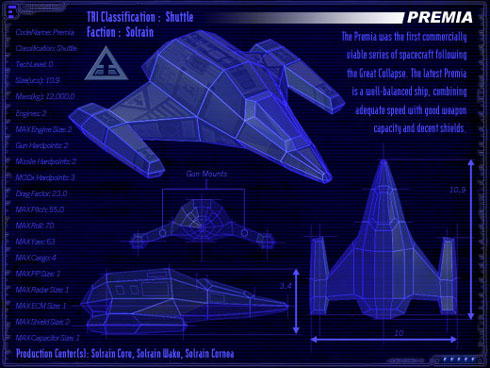 TRI Classification : Shuttle
Faction : Solrain
PREMIA
CodeName: Premia
Classification: Shuttle
TechLevel: 0
Size(ucs): 10.9
Mass(kg): 12,000.0
Engines: 2
MAX Engine Size: 2
Gun Hardpoints: 2
Missile Hardpoints: 2
MODx Hardpoints: 3
Drag Factor: 23.0
MAX Pitch: 55.0
MAX Roll: 70
MAX Yaw: 63
MAX Cargo: 4
MAX PP Size: 1
MAX Radar Size: 1
MAX ECM Size: 1
MAX Shield Size: 2
MAX Capacitor Size: 1
The Premia was the first commercially
viable series of spacecraft following
the Great Collapse. The latest Premia
is a well-balanced ship, combining
adequate speed with good weapon
capacity and decent shields.
Gun Mounts
10.9
3.4
10
Production Center(s): Solrain Core, Solrain Wake, Solrain Cornea